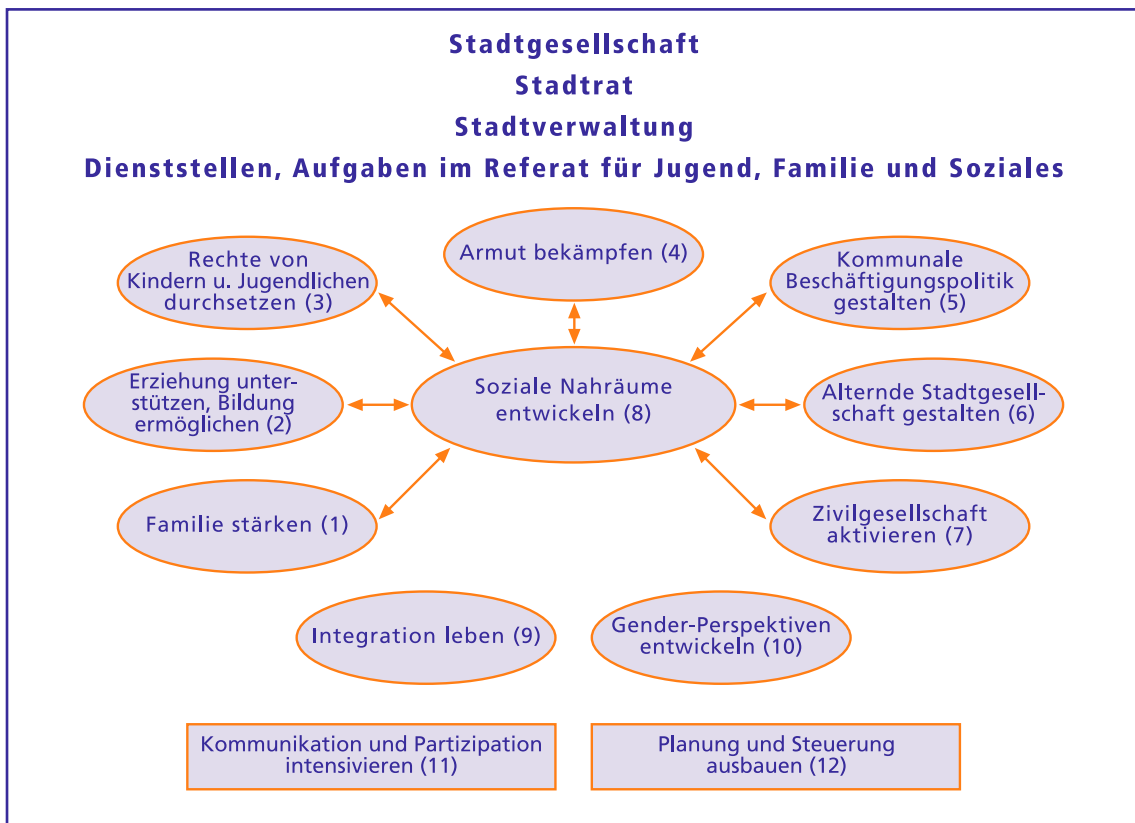 Stadtgesellschaft
Stadtrat
Stadtverwaltung
Dienststellen, Aufgaben im Referat für Jugend, Familie und Soziales
Armut bekämpfen (4)
Rechte von
Kindern u. Jugendlichen
durchsetzen (3)
Kommunale
Beschäftigungspolitik
gestalten (5)
Erziehung unter-
stützen, Bildung
ermöglichen (2)
Soziale Nahräume
entwickeln (8)
Alternde Stadtgesell-
schaft gestalten (6)
Familie stärken (1)
Zivilgesellschaft
aktivieren (7)
Integration leben (9)
Gender-Perspektiven
entwickeln (10)
Kommunikation und Partizipation
intensivieren (11)
Planung und Steuerung
ausbauen (12)